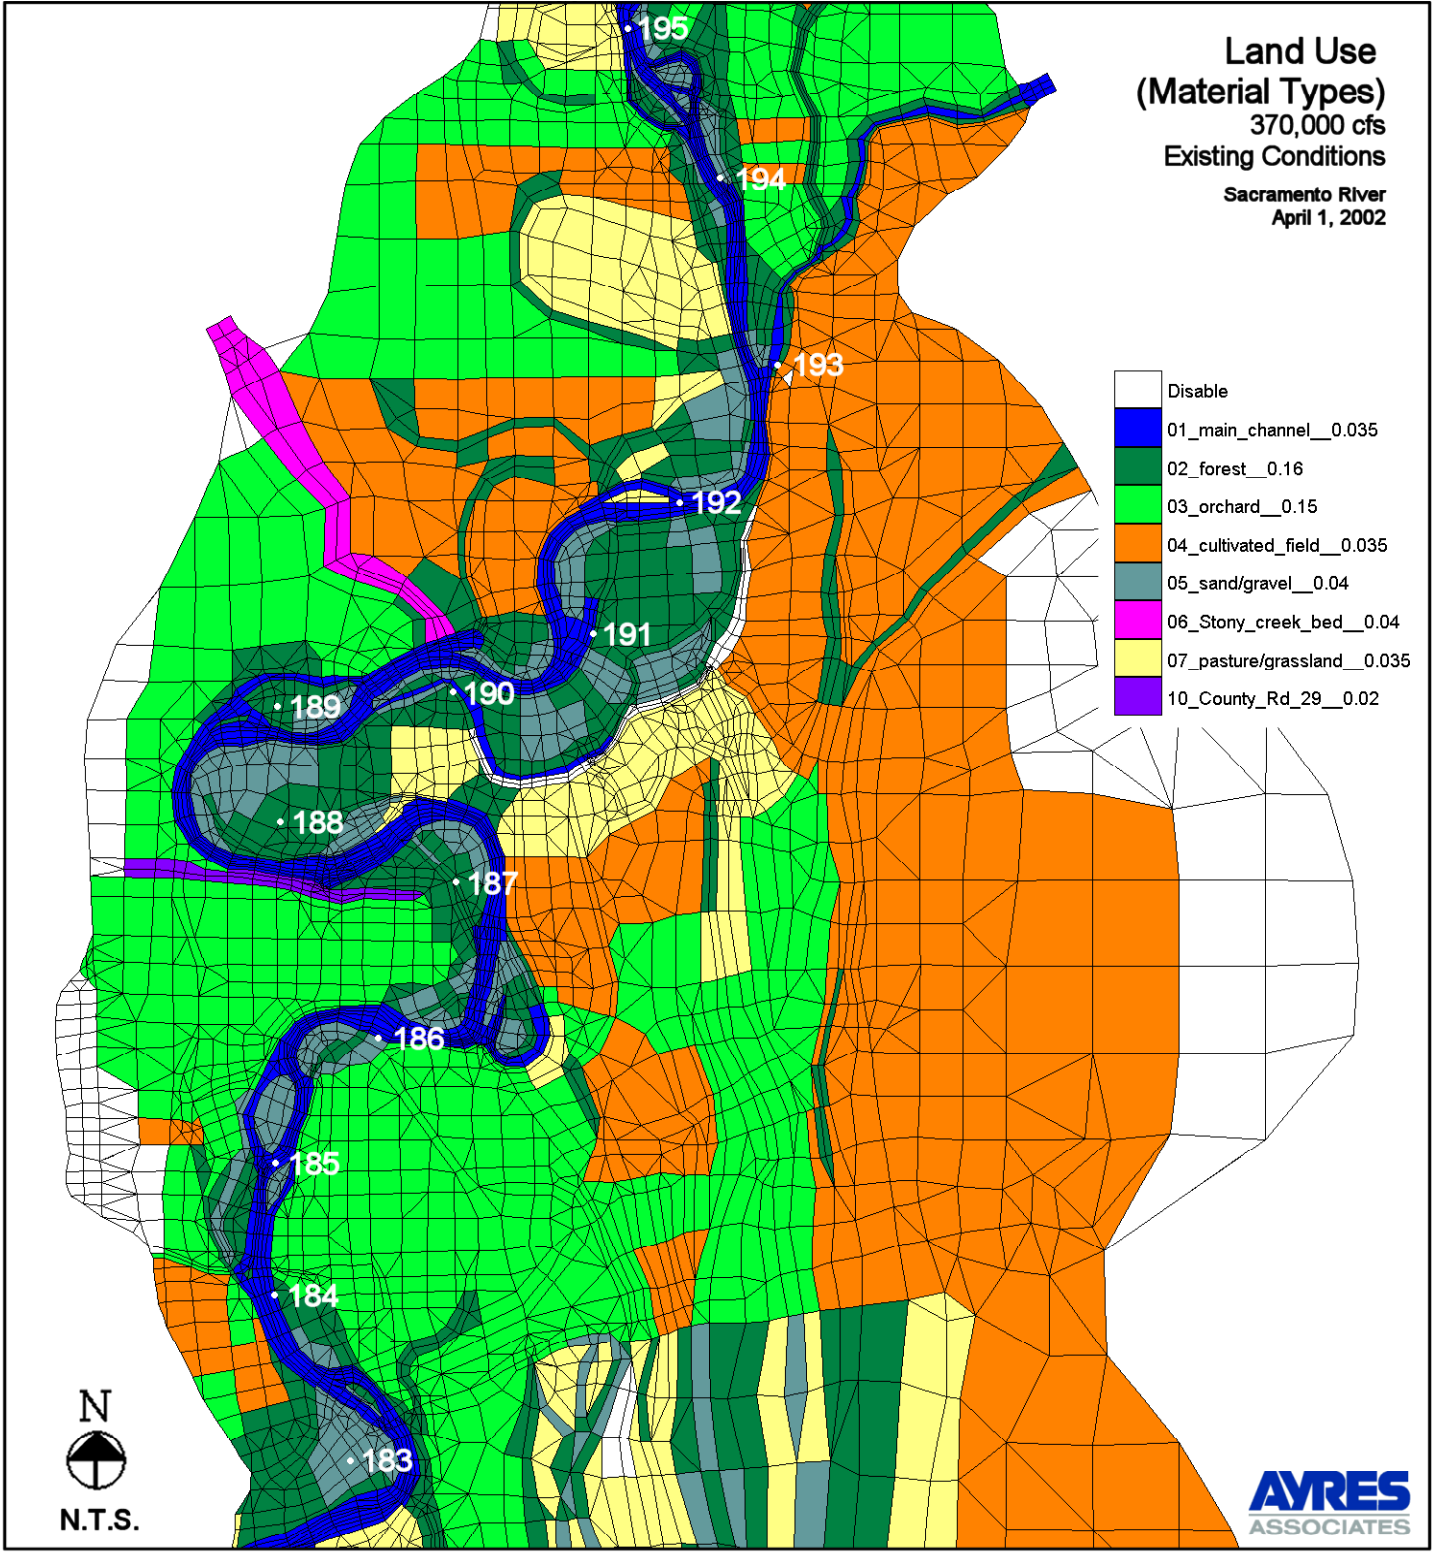 Land Use
(Material Types)
370,000 cfs
Existing Conditions
Sacramento River
April 1, 2002
195
194
193
192
191
190
189
188
187
186
185
184
183
Disable
01_main_channel__0.035
02_forest__0.16
03_orchard__0.15
04_cultivated_field__0.035
05_sand/gravel__0.04
06_Stony_creek_bed__0.04
07_pasture/grassland__0.035
10_County_Rd_29__0.02
N
N.T.S.
AYRES
ASSOCIATES